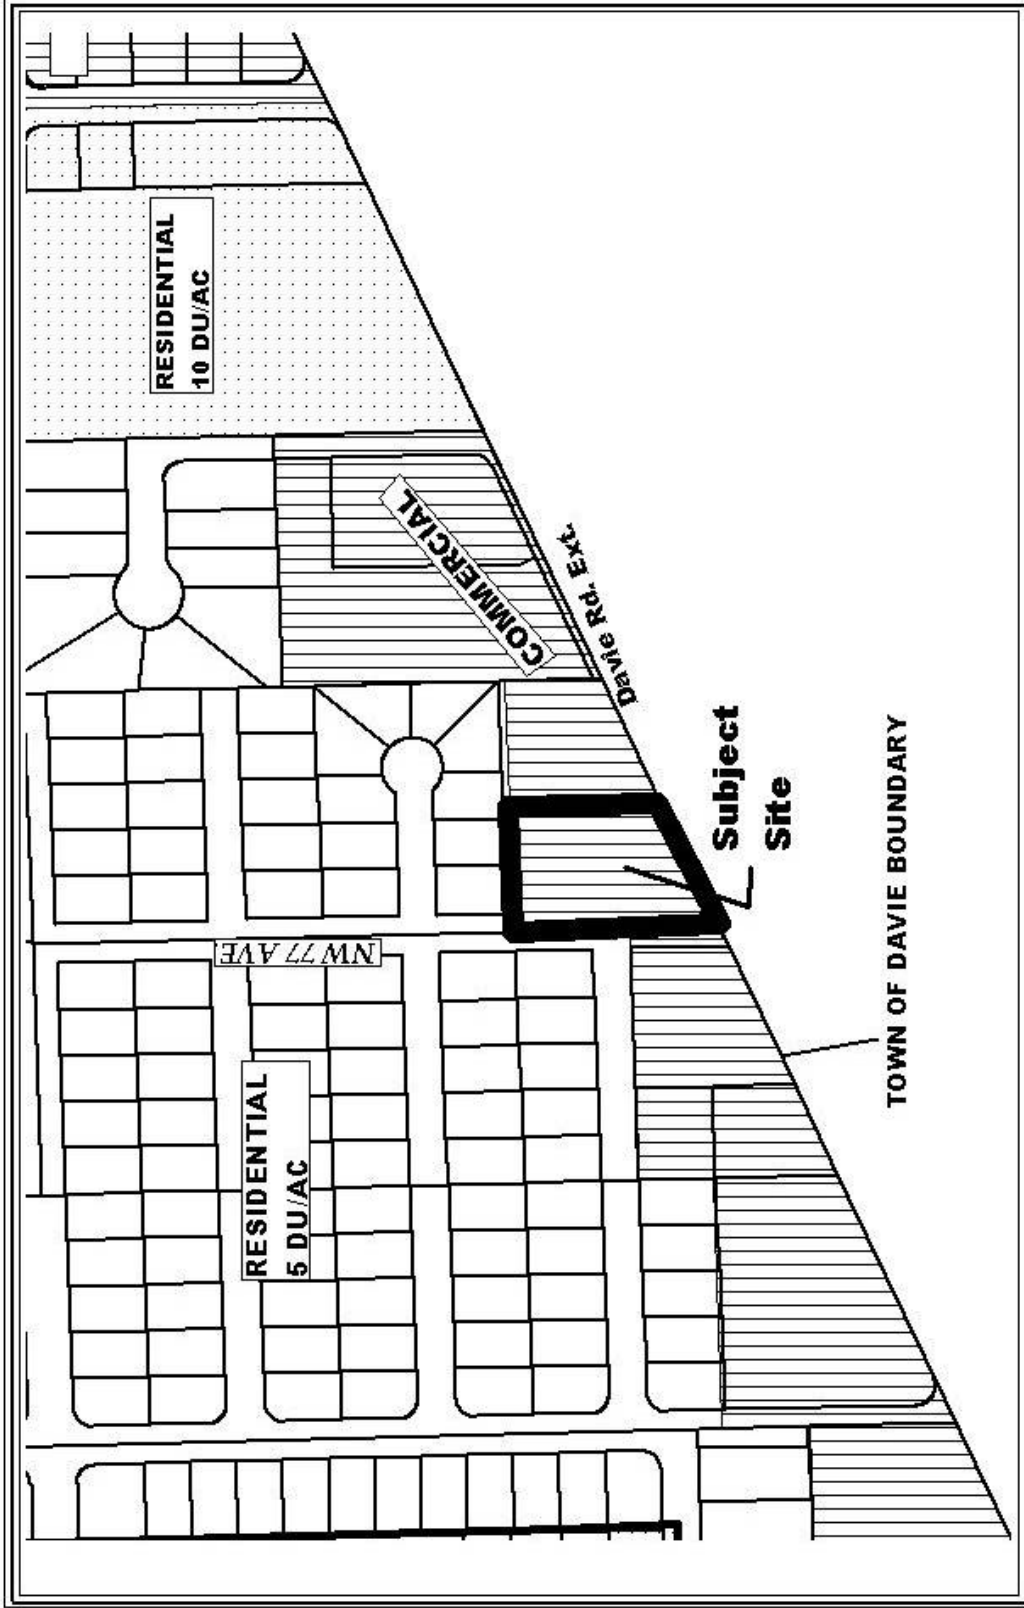 RESIDENTIAL
10 DU/AC
COMMERCIAL
Davie Rd. Ext.
Subject
Site
NW 77 AVE
RESIDENTIAL
5 DU/AC
TOWN OF DAVIE BOUNDARY